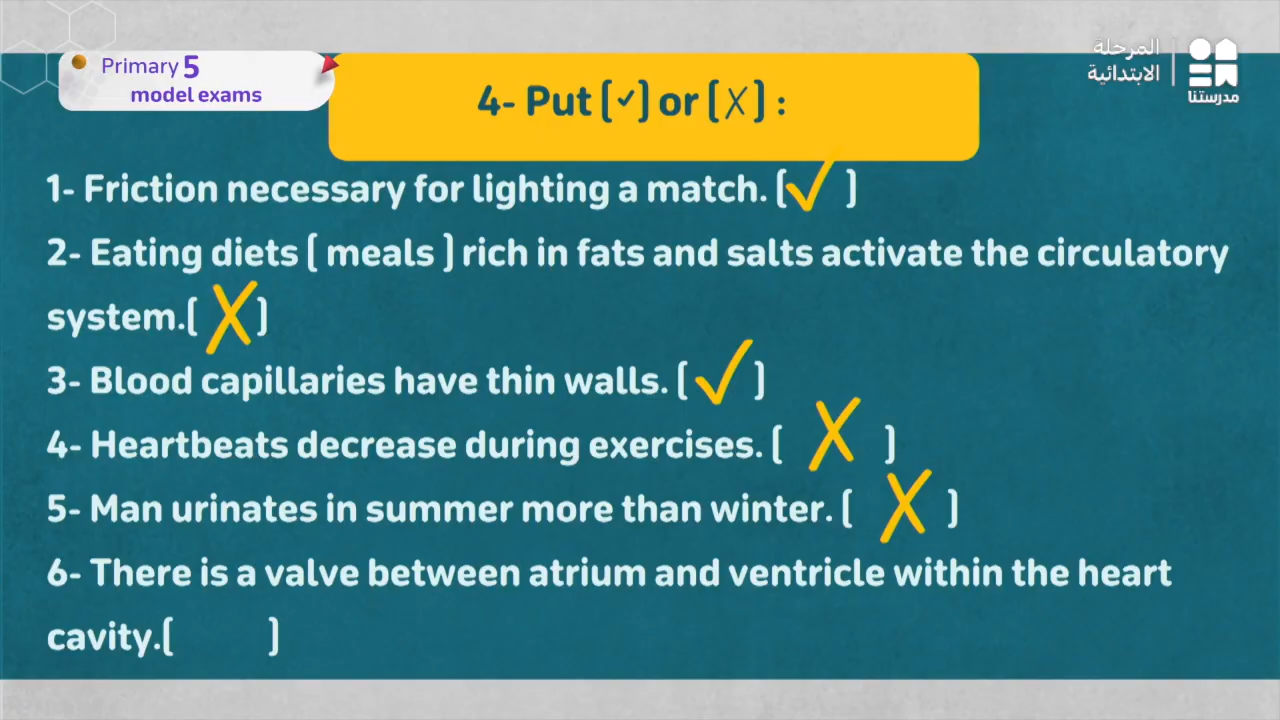 Primary 5
model exams
4- Put [✓] or [X] :
المرحلة
الابتدائية
مدرستنا
1- Friction necessary for lighting a match. [✓]
2- Eating diets [ meals ] rich in fats and salts activate the circulatory
system.[ X ]
3- Blood capillaries have thin walls. [ ✓ ]
4- Heartbeats decrease during exercises. [ X ]
5- Man urinates in summer more than winter. [ X ]
6- There is a valve between atrium and ventricle within the heart
cavity.[ ]